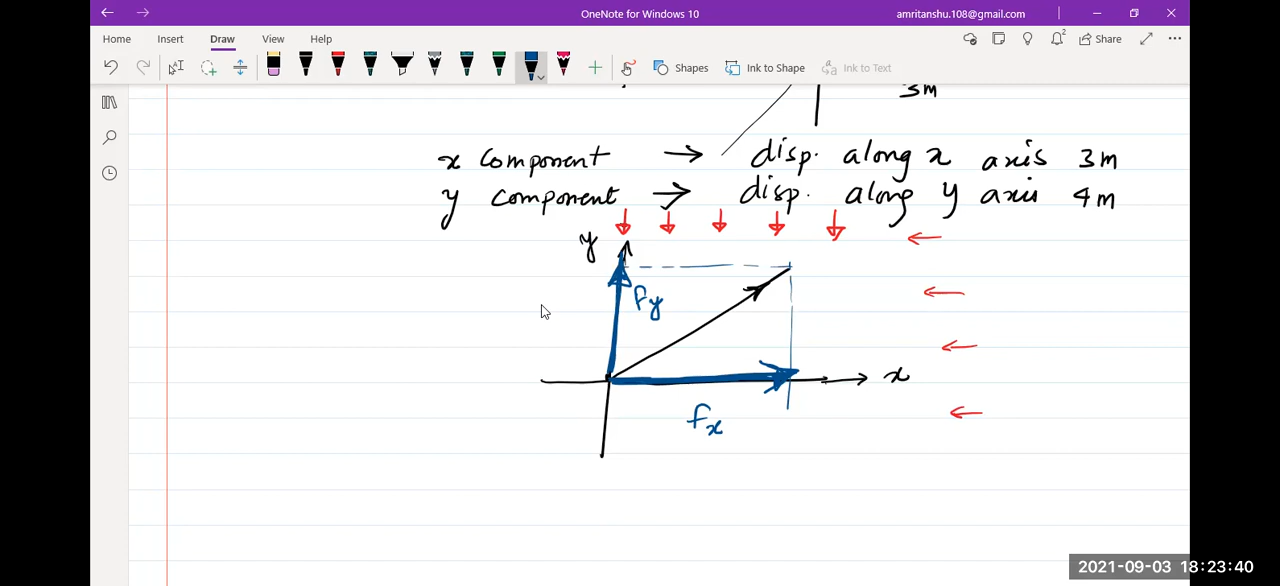 OneNote for Windows 10
amritanshu.108@gmail.com
Home Insert Draw View Help
Share
Shapes Ink to Shape Ink to Text
3m
x component → disp. along x axis 3m
y component → disp. along y axis 4m
y
fy
x
fx
2021-09-03 18:23:40